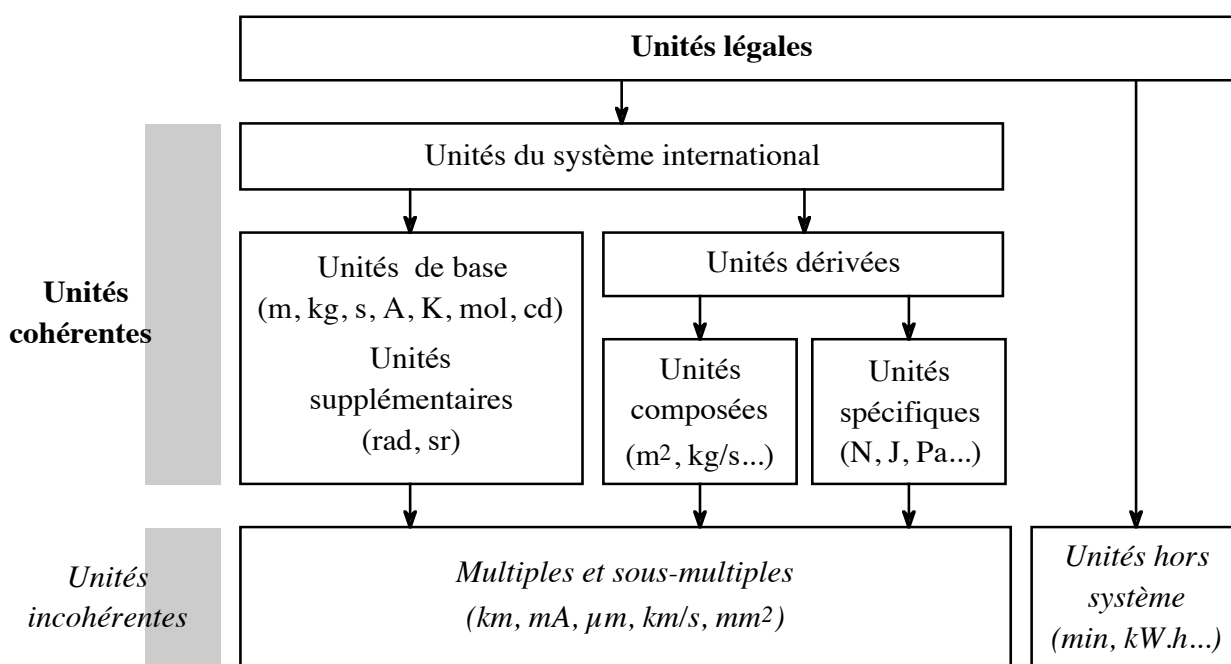 Unités légales
Unités du système international
Unités cohérentes
Unités de base
(m, kg, s, A, K, mol, cd)
Unités
supplémentaires
(rad, sr)
Unités dérivées
Unités
composées
(m², kg/s...)
Unités
spécifiques
(N, J, Pa...)
Unités
incohérentes
Multiples et sous-multiples
(km, mA, µm, km/s, mm²)
Unités hors
système
(min, kW.h...)